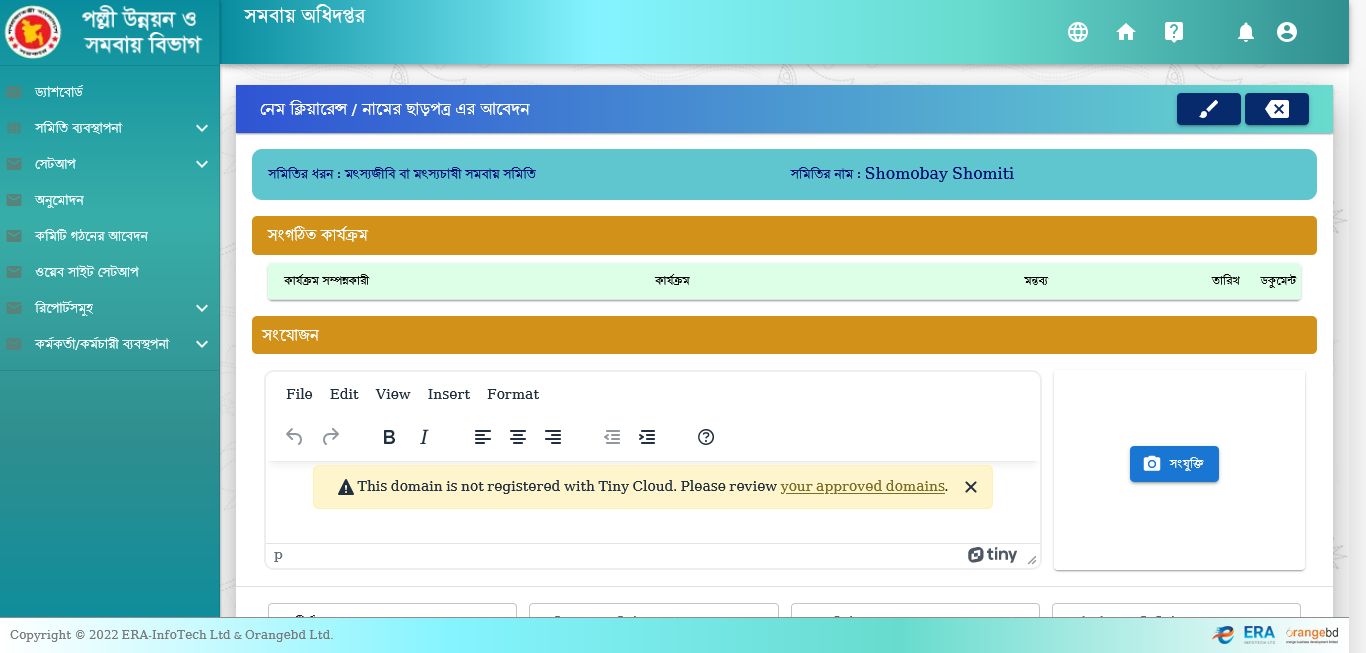 পল্লী উন্নয়ন ও
সমবায় বিভাগ
সমবায় অধিদপ্তর
ড্যাশবোর্ড
সমিতি ব্যবস্থাপনা
সেটআপ
অনুমোদন
কমিটি গঠনের আবেদন
ওয়েব সাইট সেটআপ
রিপোর্টসমূহ
কর্মকর্তা/কর্মচারী ব্যবস্থপনা
নেম ক্লিয়ারেন্স / নামের ছাড়পত্র এর আবেদন
সমিতির ধরন : মৎস্যজীবি বা মৎস্যচাষী সমবায় সমিতি
সমিতির নাম : Shomobay Shomiti
সংগঠিত কার্যক্রম
কার্যক্রম সম্পন্নকারী কার্যক্রম মন্তব্য তারিখ ডকুমেন্ট
সংযোজন
File Edit View Insert Format
This domain is not registered with Tiny Cloud. Please review your approved domains.
p
tiny
সংযুক্তি
Copyright © 2022 ERA-InfoTech Ltd & Orangebd Ltd.
ERA
orangebd